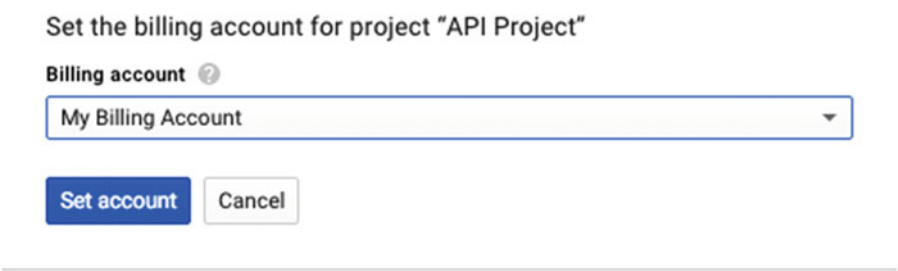 Set the billing account for project “API Project”
Billing account ?
My Billing Account
Set account Cancel